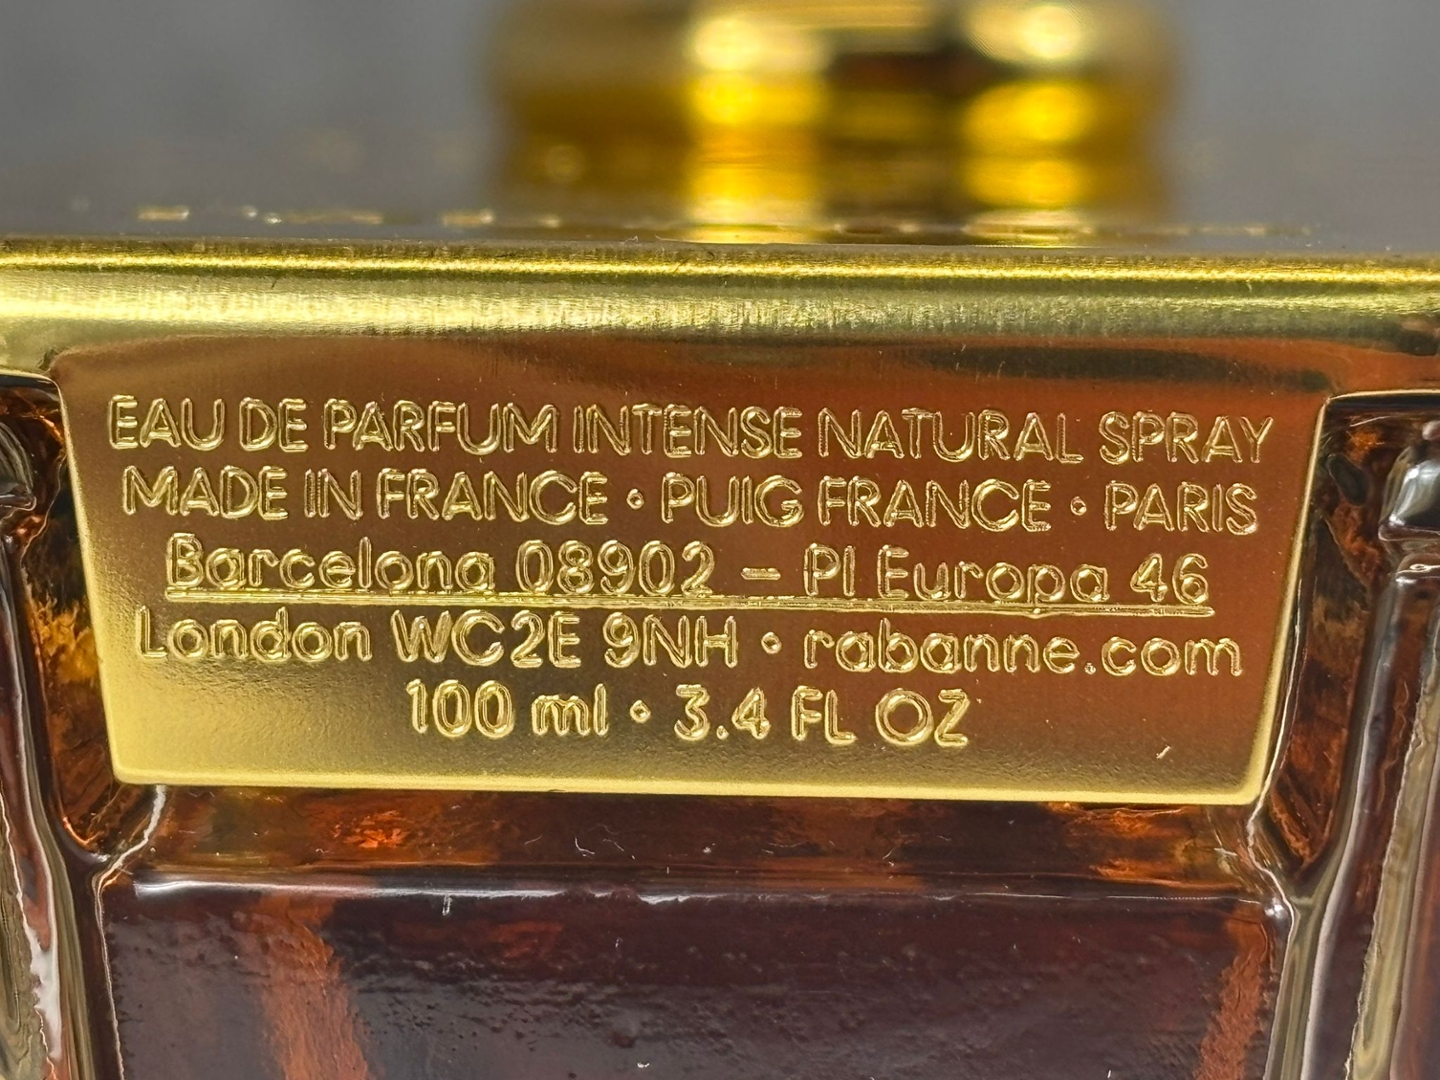 EAU DE PARFUM INTENSE NATURAL SPRAY
MADE IN FRANCE • PUIG FRANCE • PARIS
Barcelona 08902 – Pl Europa 46
London WC2E 9NH • rabanne.com
100 ml • 3.4 FL OZ